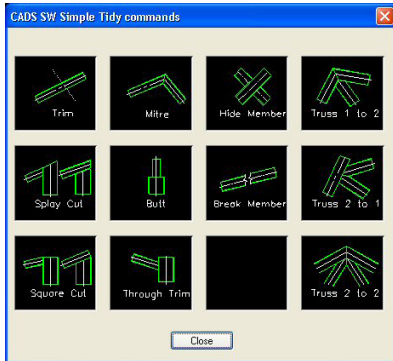 CADS SW Simple Tidy commands
Trim
Mitre
Hide Member
Truss 1 to 2
Splay Cut
Butt
Break Member
Truss 2 to 1
Square Cut
Through Trim
Truss 2 to 2
Close